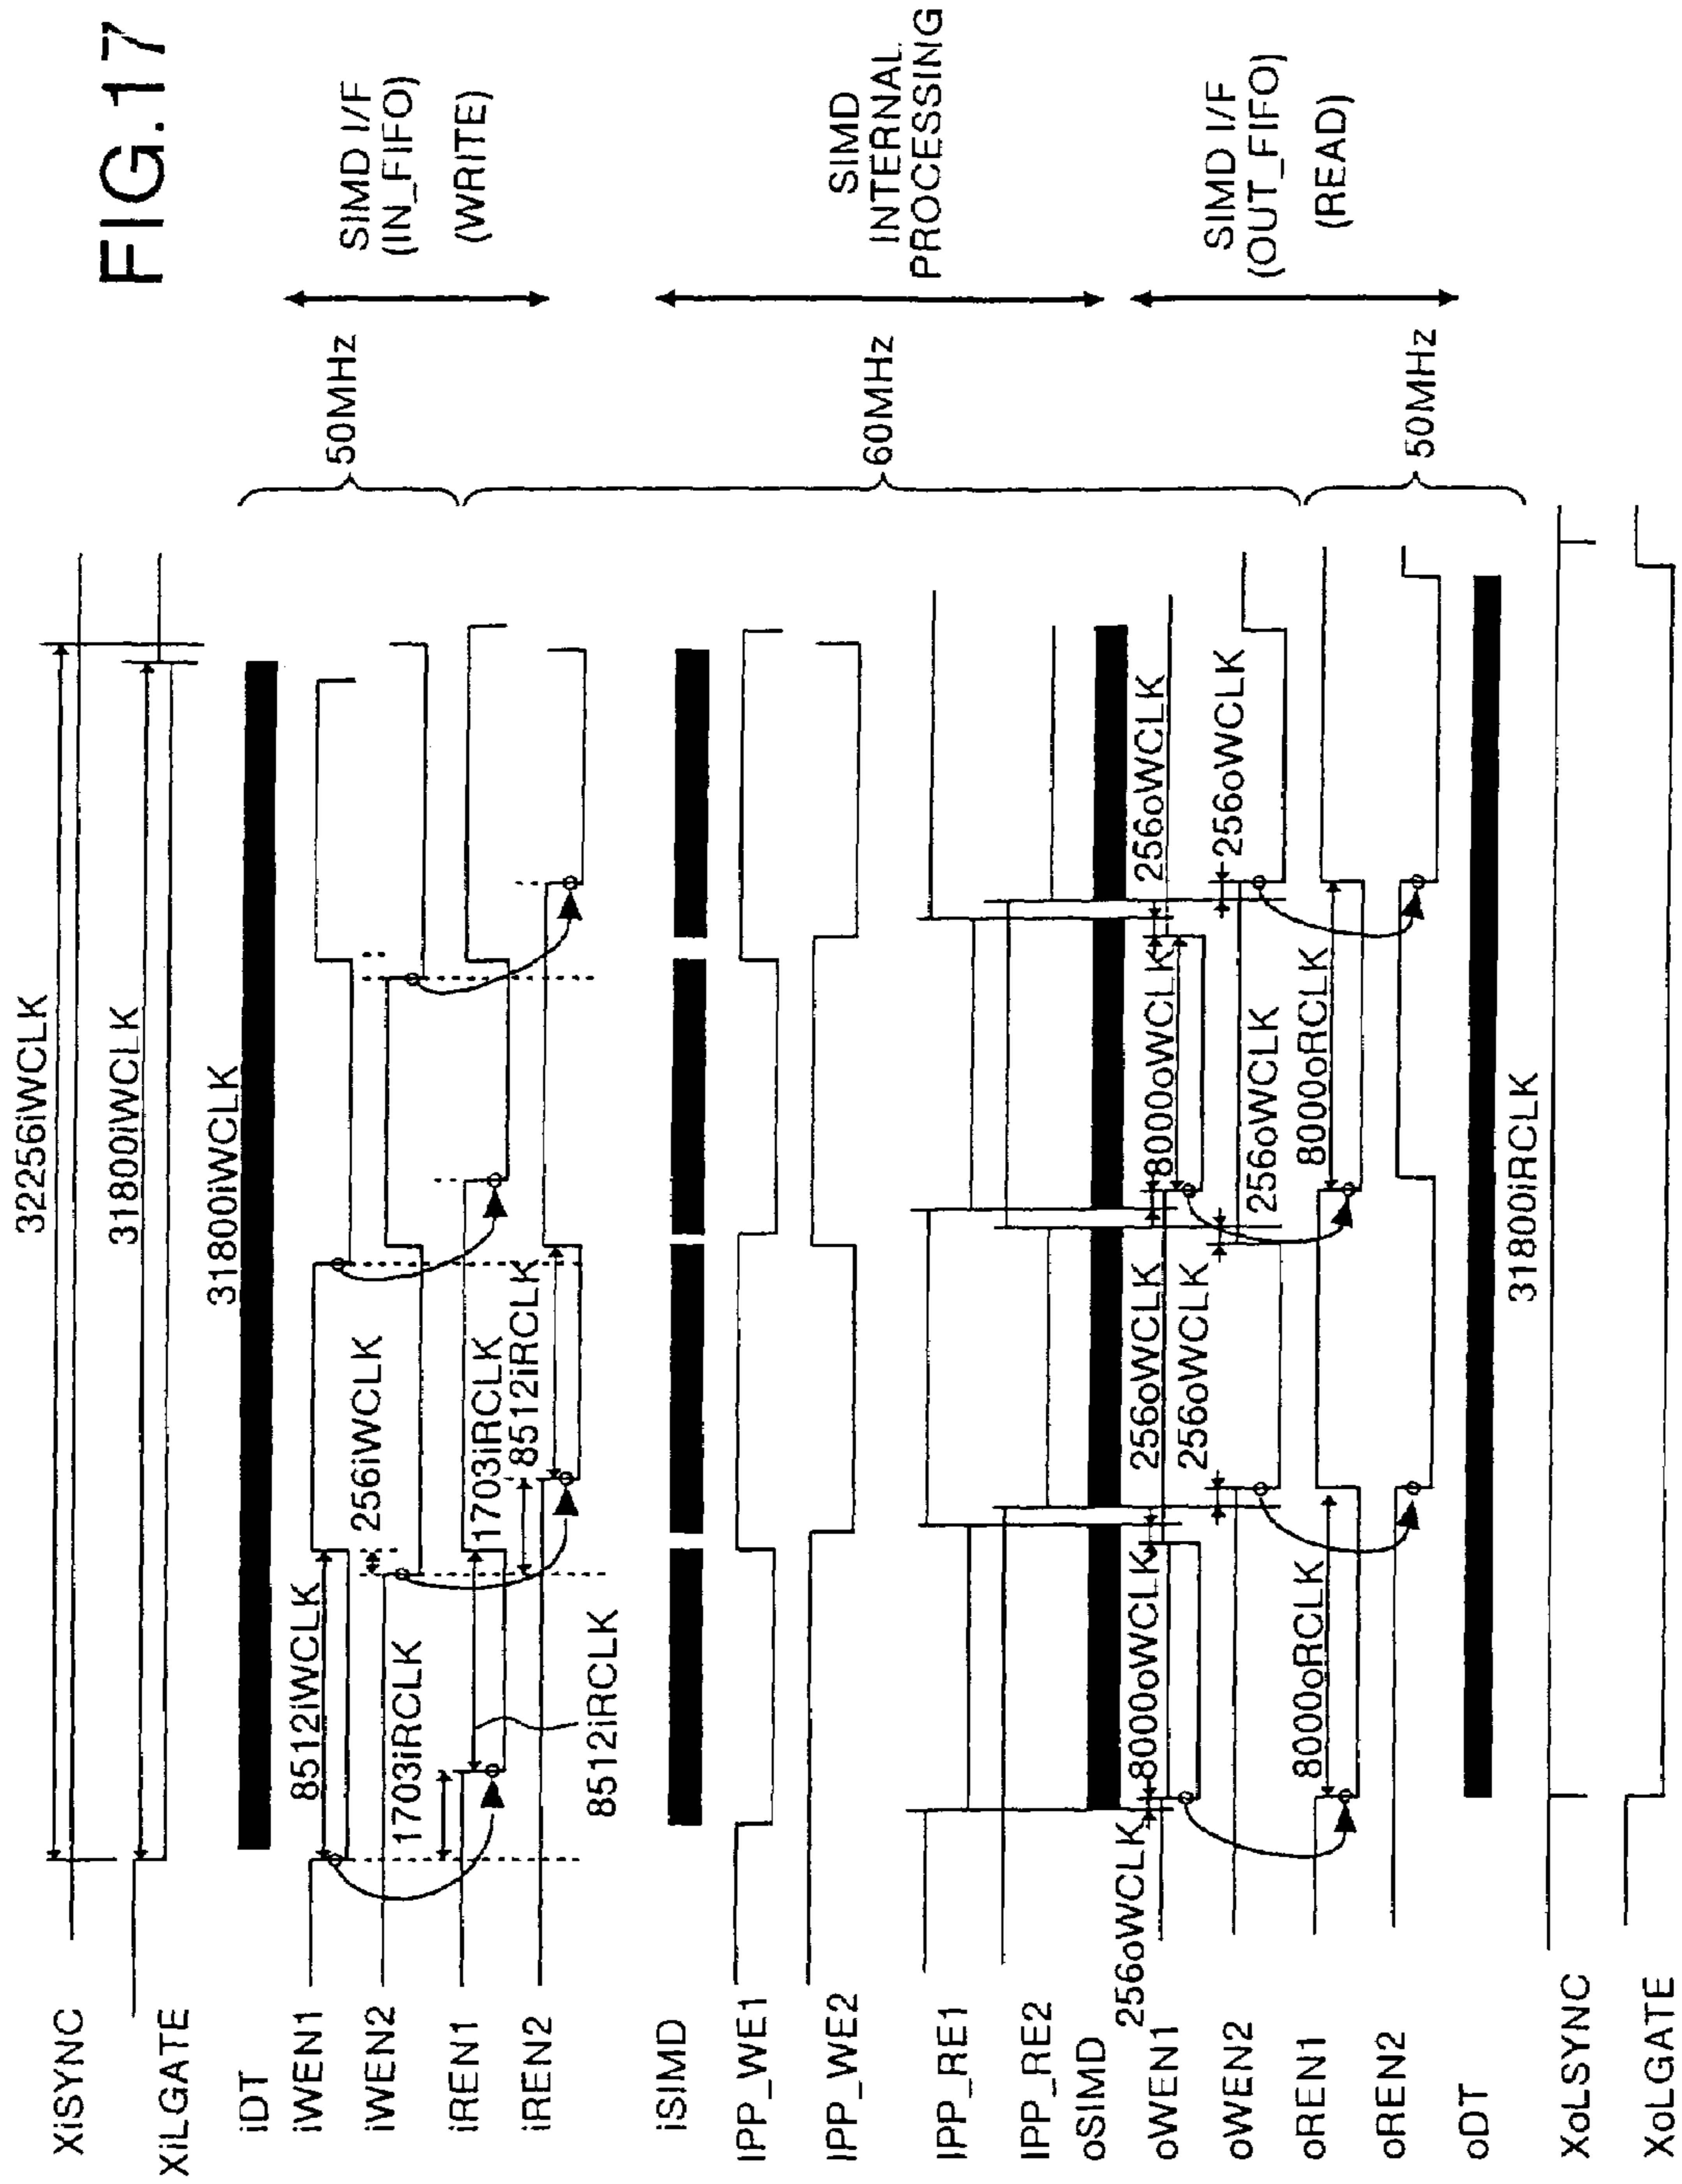 FIG.17
XiSYNC
32256iWCLK
XiLGATE
31800iWCLK
iDT
31800iWCLK
iWEN1
8512iWCLK
iWEN2
256iWCLK
iREN1
1703iRCLK
8512iRCLK
iREN2
1703iRCLK
8512iRCLK
50MHz
SIMD I/F
(IN_FIFO)
(WRITE)
iSIMD
IPP_WE1
IPP_WE2
IPP_RE1
IPP_RE2
oSIMD
60MHz
SIMD
INTERNAL
PROCESSING
oWEN1
256oWCLK
8000oWCLK
256oWCLK
8000oWCLK
256oWCLK
oWEN2
256oWCLK
256oWCLK
256oWCLK
oREN1
8000oRCLK
8000oRCLK
oREN2
oDT
31800iRCLK
50MHz
SIMD I/F
(OUT_FIFO)
(READ)
XoLSYNC
XoLGATE